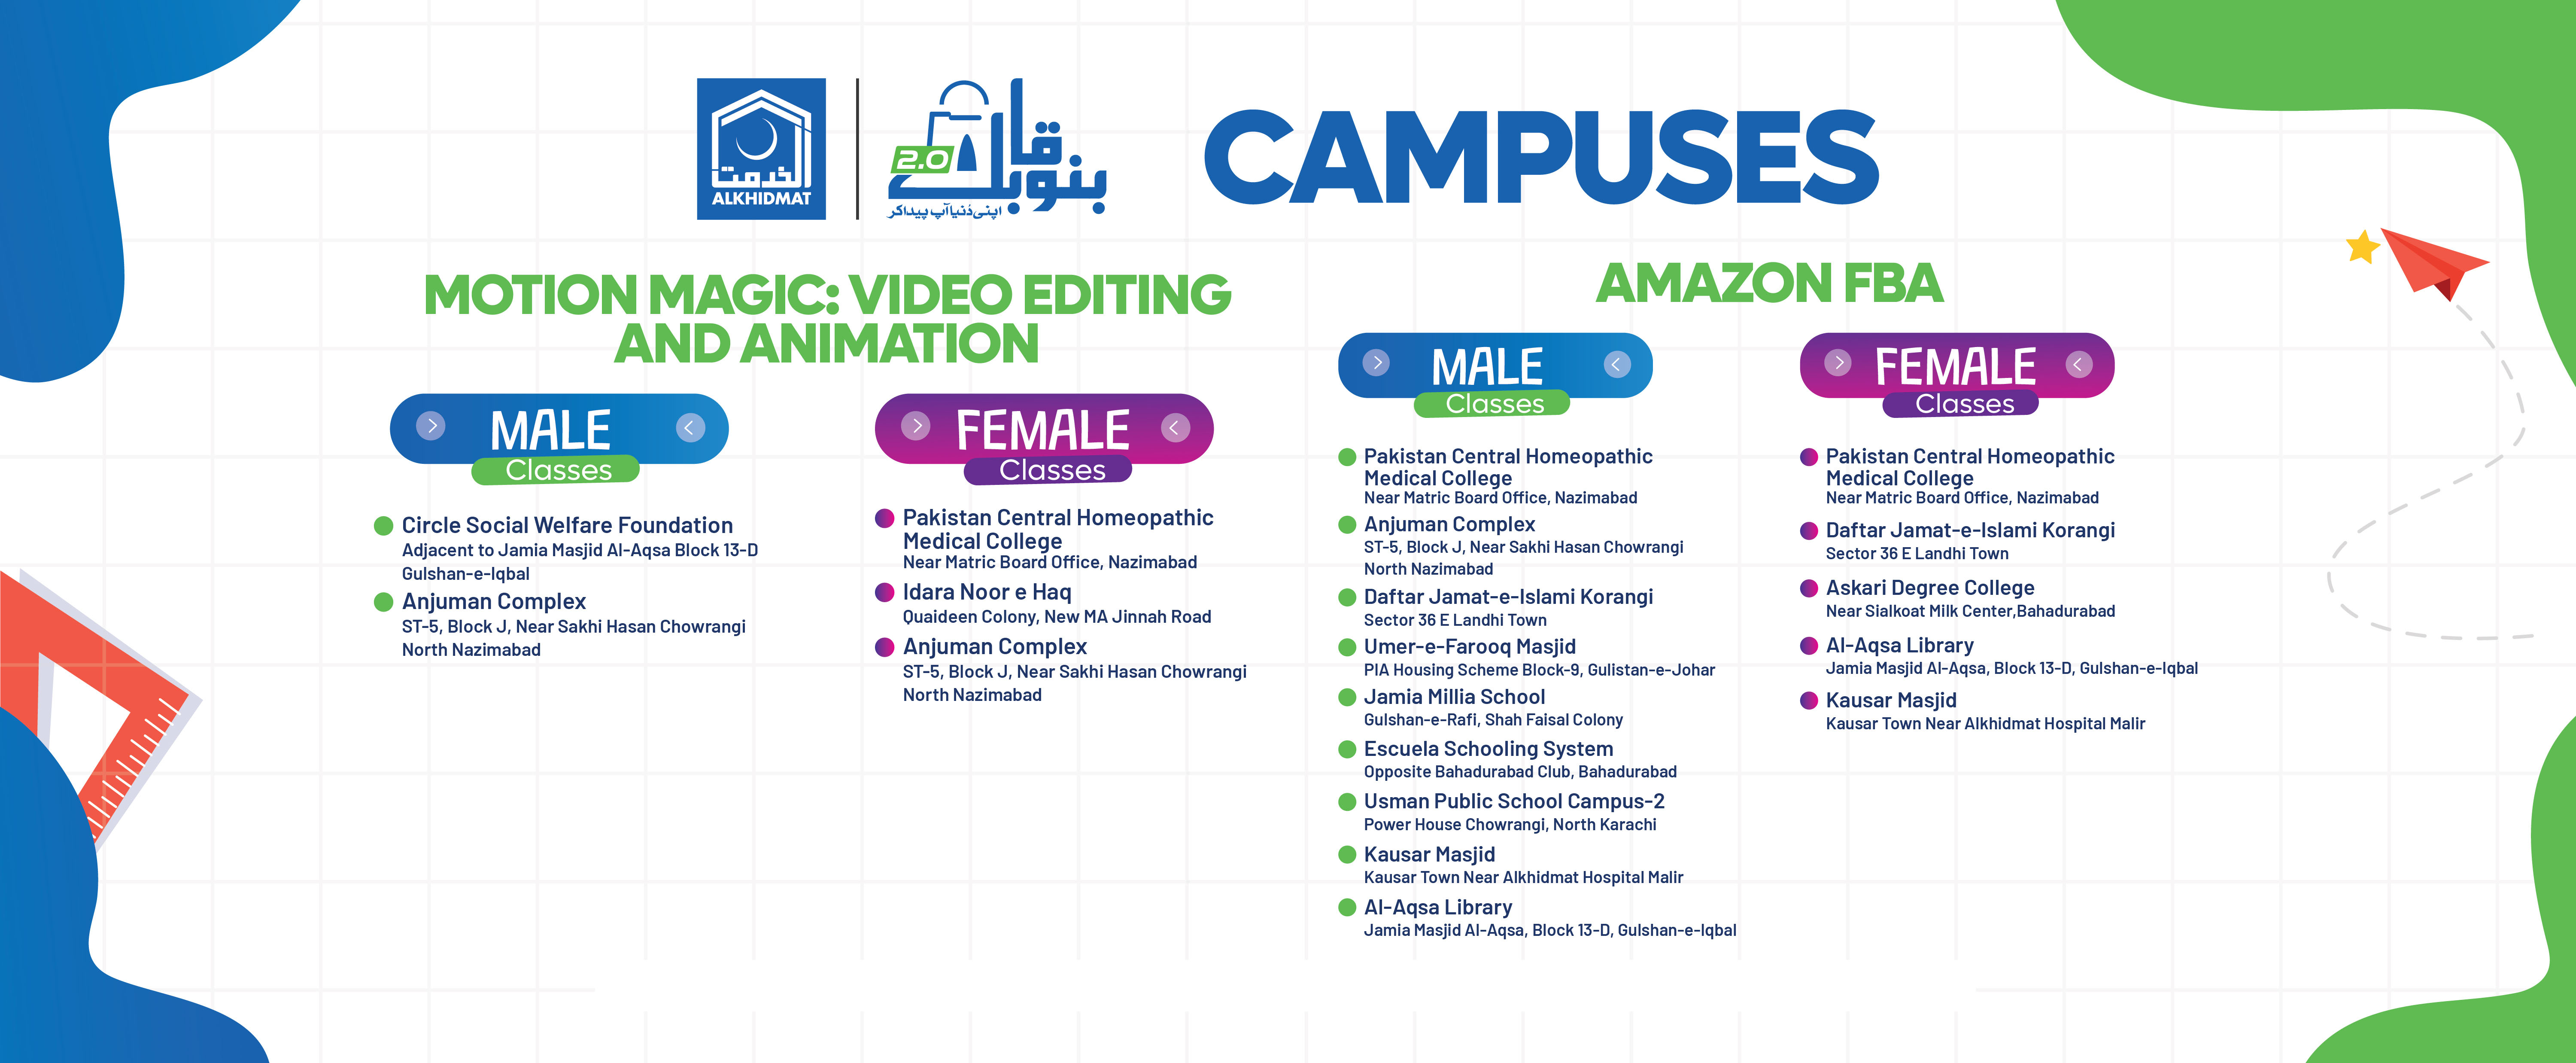 الخدمت
ALKHIDMAT
بنو قابل
2.0
اپنی دُنیا آپ پیدا کر
CAMPUSES
MOTION MAGIC: VIDEO EDITING
AND ANIMATION
MALE
Classes
Circle Social Welfare Foundation
Adjacent to Jamia Masjid Al-Aqsa Block 13-D
Gulshan-e-Iqbal
Anjuman Complex
ST-5, Block J, Near Sakhi Hasan Chowrangi
North Nazimabad
FEMALE
Classes
Pakistan Central Homeopathic
Medical College
Near Matric Board Office, Nazimabad
Idara Noor e Haq
Quaideen Colony, New MA Jinnah Road
Anjuman Complex
ST-5, Block J, Near Sakhi Hasan Chowrangi
North Nazimabad
AMAZON FBA
MALE
Classes
Pakistan Central Homeopathic
Medical College
Near Matric Board Office, Nazimabad
Anjuman Complex
ST-5, Block J, Near Sakhi Hasan Chowrangi
North Nazimabad
Daftar Jamat-e-Islami Korangi
Sector 36 E Landhi Town
Umer-e-Farooq Masjid
PIA Housing Scheme Block-9, Gulistan-e-Johar
Jamia Millia School
Gulshan-e-Rafi, Shah Faisal Colony
Escuela Schooling System
Opposite Bahadurabad Club, Bahadurabad
Usman Public School Campus-2
Power House Chowrangi, North Karachi
Kausar Masjid
Kausar Town Near Alkhidmat Hospital Malir
Al-Aqsa Library
Jamia Masjid Al-Aqsa, Block 13-D, Gulshan-e-Iqbal
FEMALE
Classes
Pakistan Central Homeopathic
Medical College
Near Matric Board Office, Nazimabad
Daftar Jamat-e-Islami Korangi
Sector 36 E Landhi Town
Askari Degree College
Near Sialkoat Milk Center,Bahadurabad
Al-Aqsa Library
Jamia Masjid Al-Aqsa, Block 13-D, Gulshan-e-Iqbal
Kausar Masjid
Kausar Town Near Alkhidmat Hospital Malir